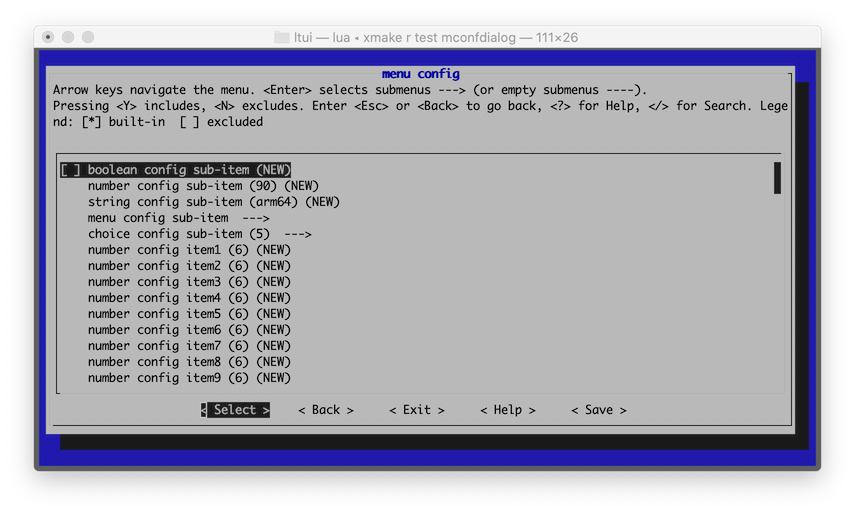 ltui — lua ◂ xmake r test mconfdialog — 111×26
menu config
Arrow keys navigate the menu. <Enter> selects submenus ---> (or empty submenus ----).
Pressing <Y> includes, <N> excludes. Enter <Esc> or <Back> to go back, <?> for Help, </> for Search. Lege
nd: [*] built-in  [ ] excluded
[ ] boolean config sub-item (NEW)
number config sub-item (90) (NEW)
string config sub-item (arm64) (NEW)
menu config sub-item  --->
choice config sub-item (5)  --->
number config item1 (6) (NEW)
number config item2 (6) (NEW)
number config item3 (6) (NEW)
number config item4 (6) (NEW)
number config item5 (6) (NEW)
number config item6 (6) (NEW)
number config item7 (6) (NEW)
number config item8 (6) (NEW)
number config item9 (6) (NEW)
< Select >    < Back >    < Exit >    < Help >    < Save >